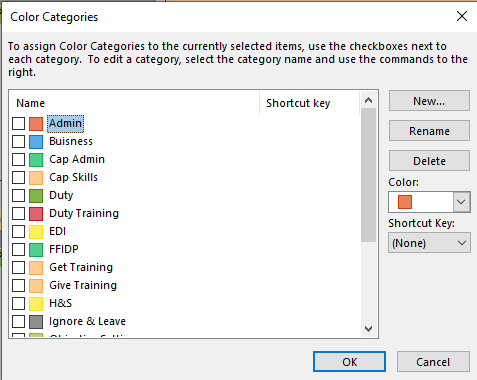 Color Categories
To assign Color Categories to the currently selected items, use the checkboxes next to
each category.  To edit a category, select the category name and use the commands to the
right.
Name Shortcut key
Admin
Buisness
Cap Admin
Cap Skills
Duty
Duty Training
EDI
FFIDP
Get Training
Give Training
H&S
Ignore & Leave
New...
Rename
Delete
Color:
Shortcut Key:
(None)
OK Cancel